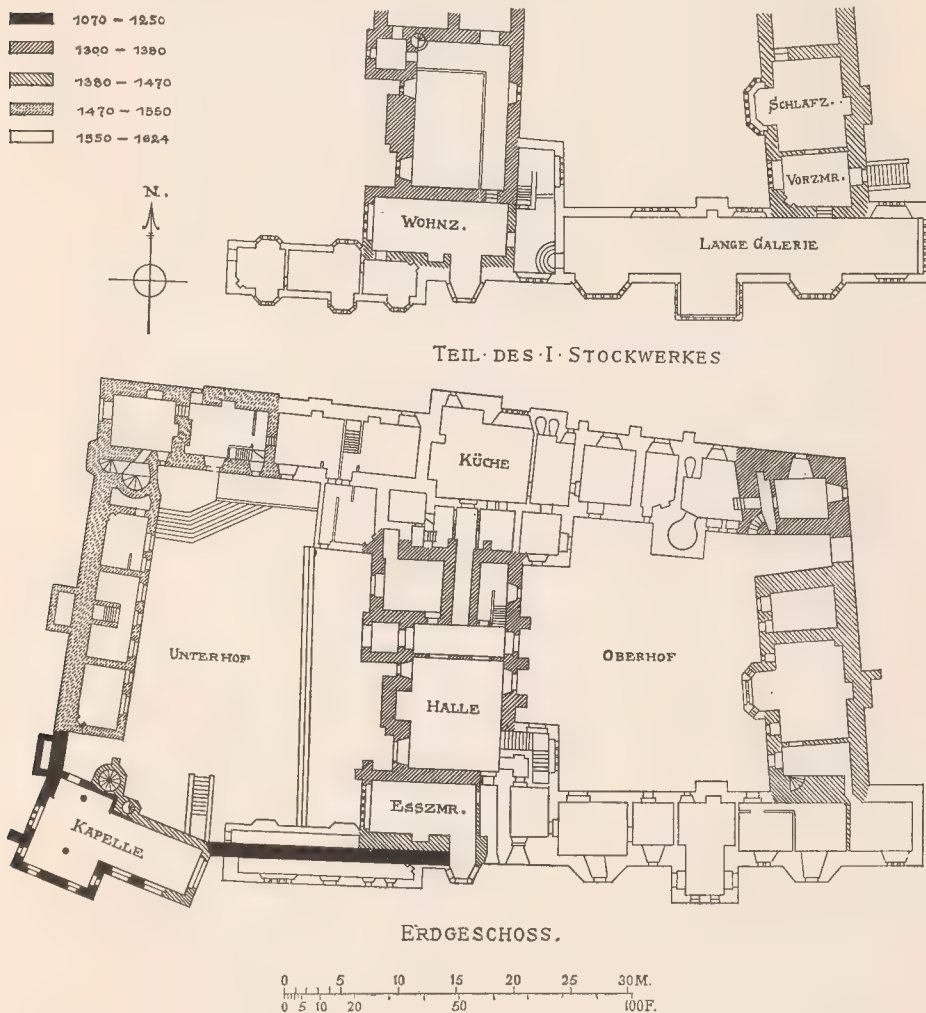 1070 – 1250
1300 – 1380
1380 – 1470
1470 – 1550
1550 – 1624
N.
SCHLAFZ.
VORZMR.
WOHNZ.
LANGE GALERIE
TEIL·DES·I·STOCKWERKES
KÜCHE
UNTERHOF
OBERHOF
HALLE
ESSZMR.
KAPELLE
ERDGESCHOSS.
0 5 10 15 20 25 30M.
0 5 10 20 50 100F.